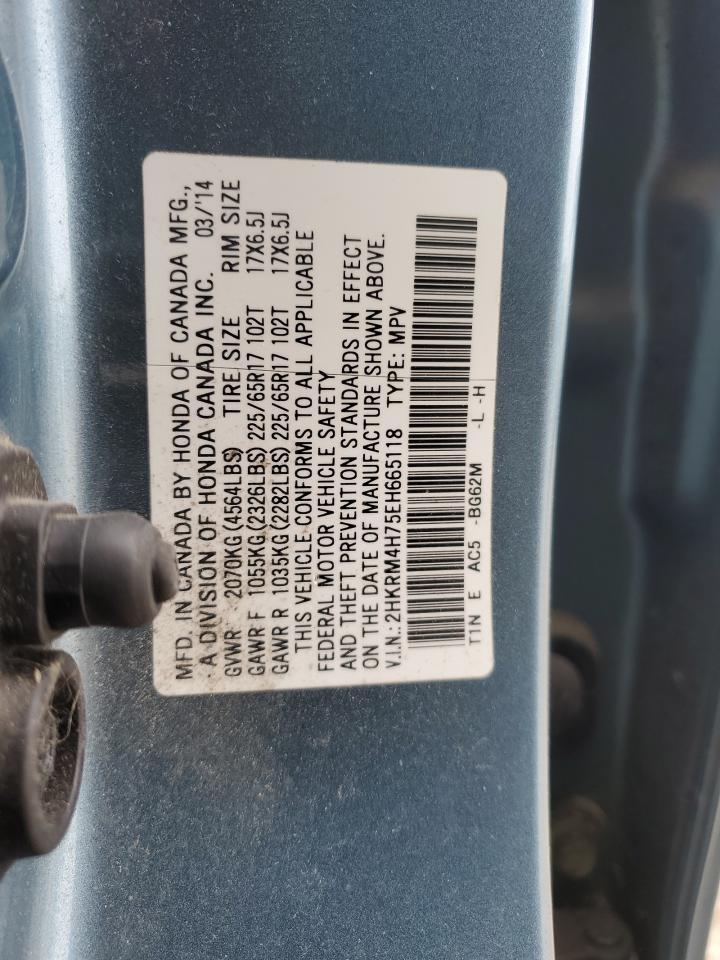 MFD. IN CANADA BY HONDA OF CANADA MFG.,
A DIVISION OF HONDA CANADA INC. 03/'14
GVWR 2070KG(4564LBS) TIRE SIZE RIM SIZE
GAWR F 1055KG(2326LBS) 225/65R17 102T 17X6.5J
GAWR R 1035KG(2282LBS) 225/65R17 102T 17X6.5J
THIS VEHICLE CONFORMS TO ALL APPLICABLE
FEDERAL MOTOR VEHICLE SAFETY
AND THEFT PREVENTION STANDARDS IN EFFECT
ON THE DATE OF MANUFACTURE SHOWN ABOVE.
V.I.N.: 2HKRM4H75EH665118 TYPE: MPV
T1N E AC5 -BG62M -L -H